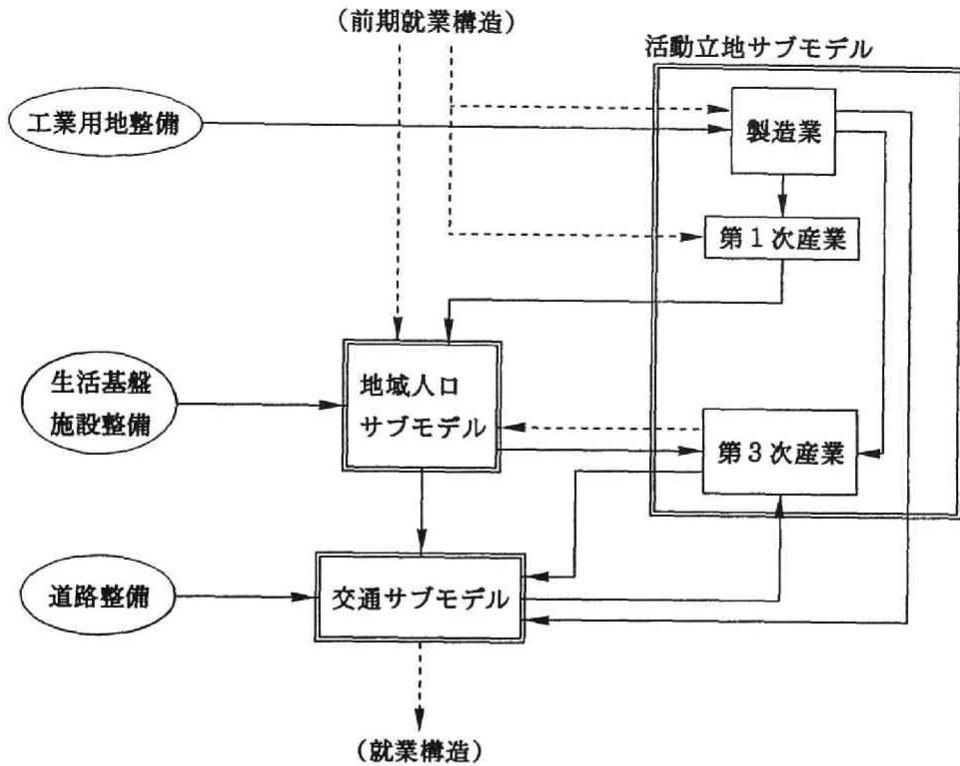 （前期就業構造）
活動立地サブモデル
工業用地整備
製造業
第１次産業
生活基盤
施設整備
地域人口
サブモデル
第３次産業
道路整備
交通サブモデル
（就業構造）